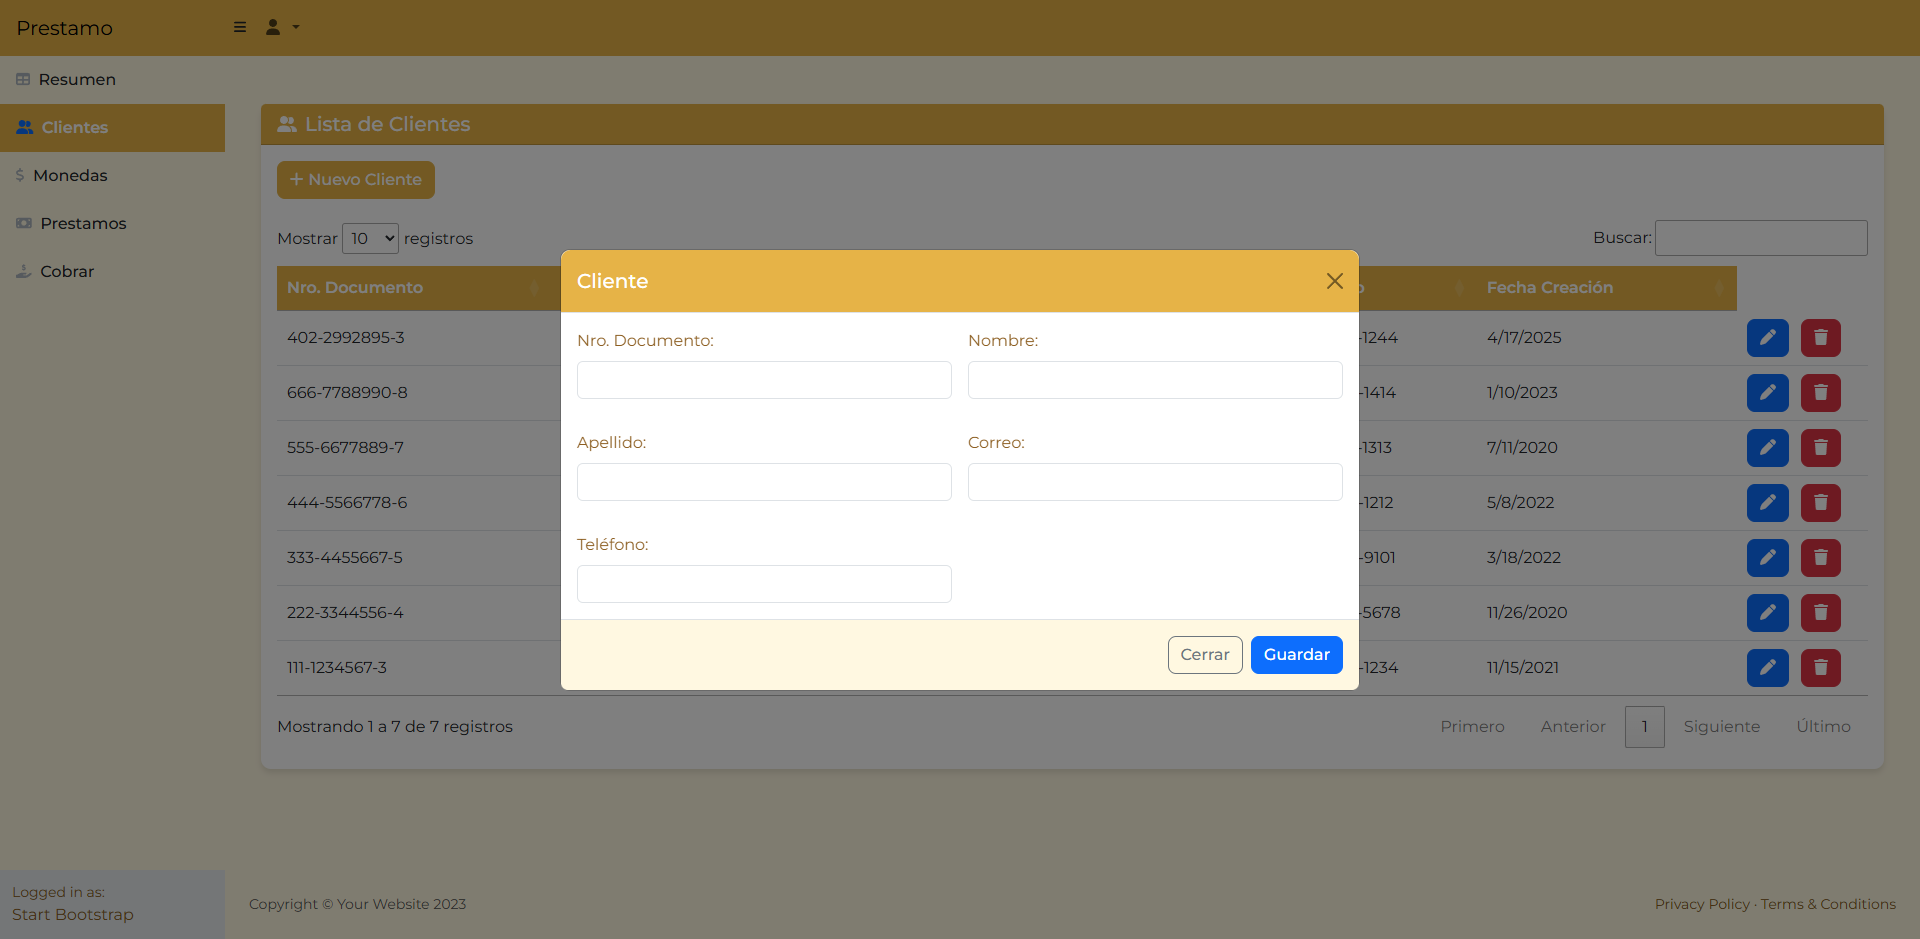 Prestamo
Resumen
Clientes
Monedas
Prestamos
Cobrar
Lista de Clientes
Nuevo Cliente
Mostrar 10 registros
Buscar:
Nro. Documento Fecha Creación
402-2992895-3 -1244 4/17/2025
666-7788990-8 -1414 1/10/2023
555-6677889-7 -1313 7/11/2020
444-5566778-6 -1212 5/8/2022
333-4455667-5 -9101 3/18/2022
222-3344556-4 -5678 11/26/2020
111-1234567-3 -1234 11/15/2021
Mostrando 1 a 7 de 7 registros
Primero Anterior 1 Siguiente Último
Cliente
Nro. Documento: Nombre:
Apellido: Correo:
Teléfono:
Cerrar Guardar
Logged in as:
Start Bootstrap
Copyright © Your Website 2023
Privacy Policy · Terms & Conditions